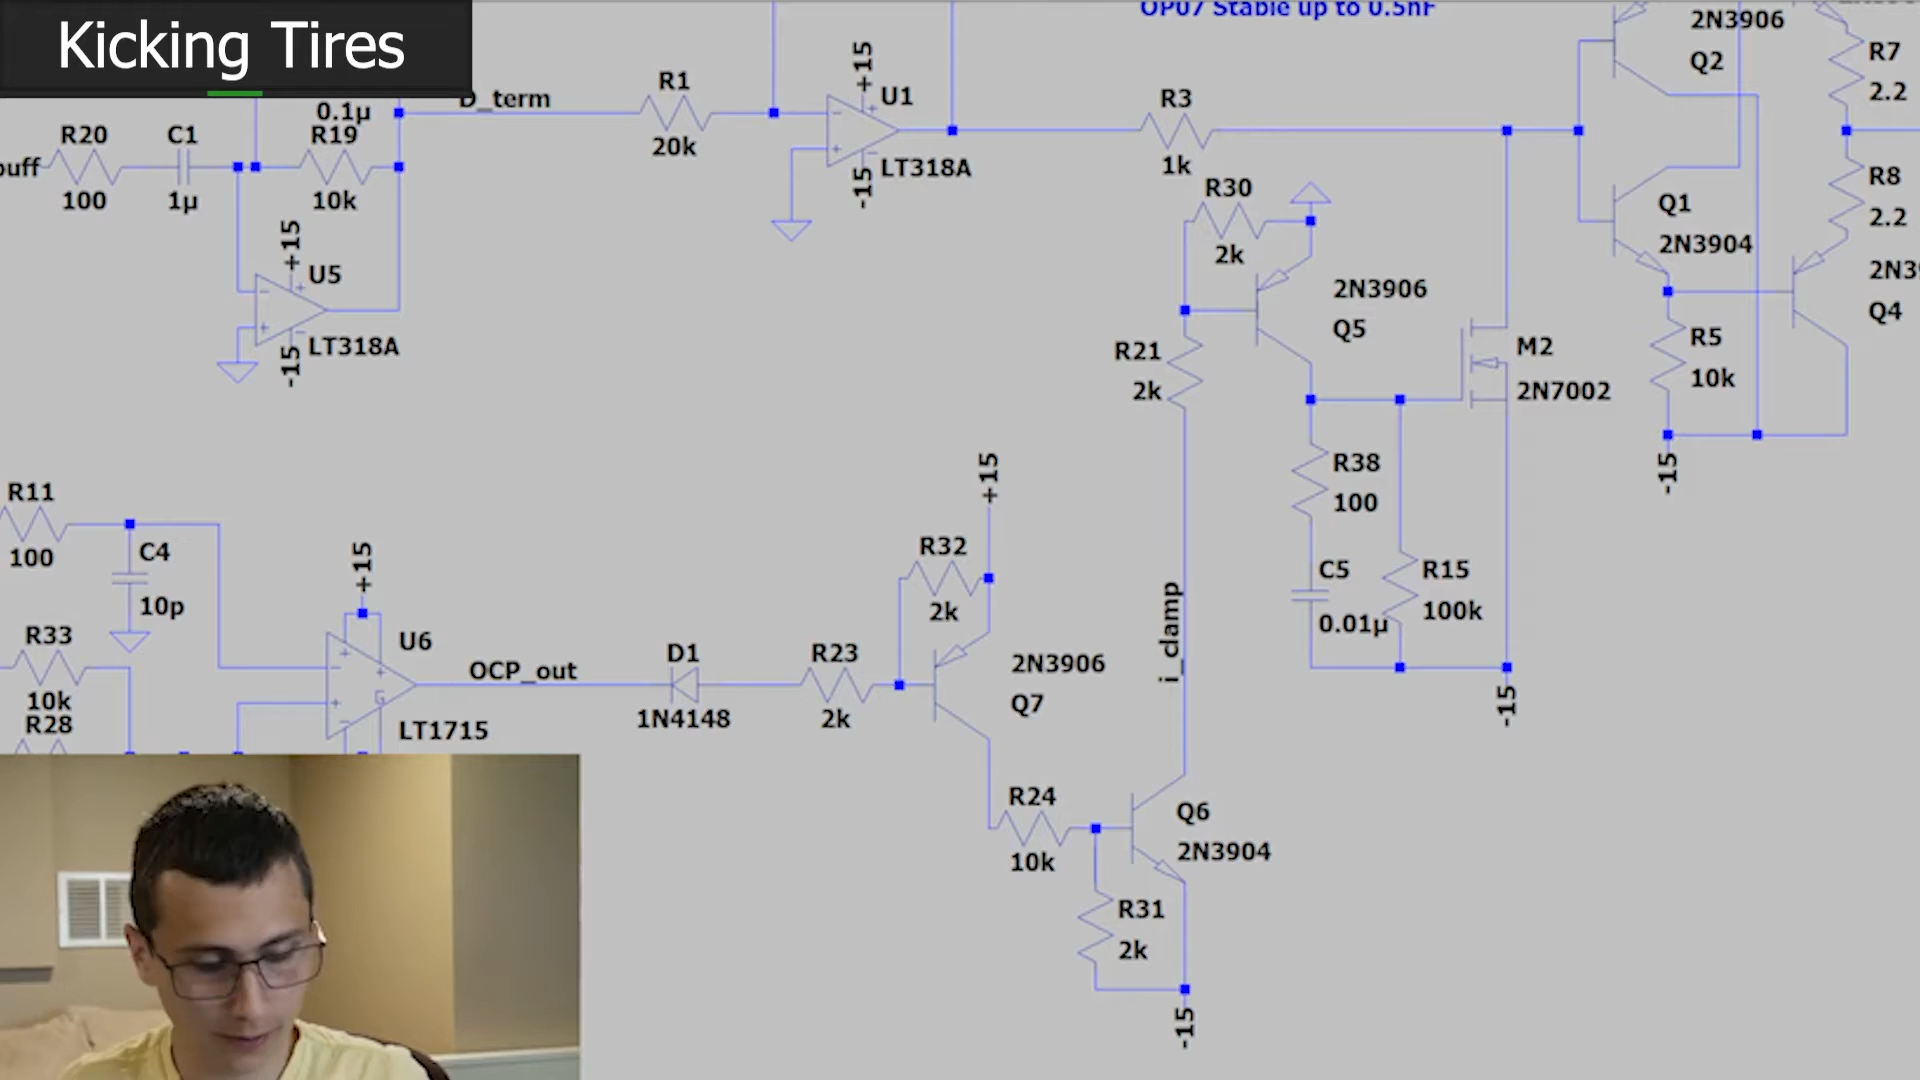 Kicking Tires
OP07 Stable up to 0.5nF
2N3906
Q2
R7
2.2
D_term
R1
20k
+15
U1
-15
LT318A
R3
1k
0.1µ
R20
100
C1
1µ
R19
10k
+15
U5
-15
LT318A
R30
2k
2N3906
Q5
R21
2k
Q1
2N3904
R8
2.2
Q4
M2
2N7002
R5
10k
-15
R38
100
C5
0.01µ
R15
100k
-15
R11
100
C4
10p
R33
10k
R28
+15
U6
LT1715
G
OCP_out
D1
1N4148
R23
2k
R32
2k
+15
2N3906
Q7
i_damp
R24
10k
Q6
2N3904
R31
2k
-15